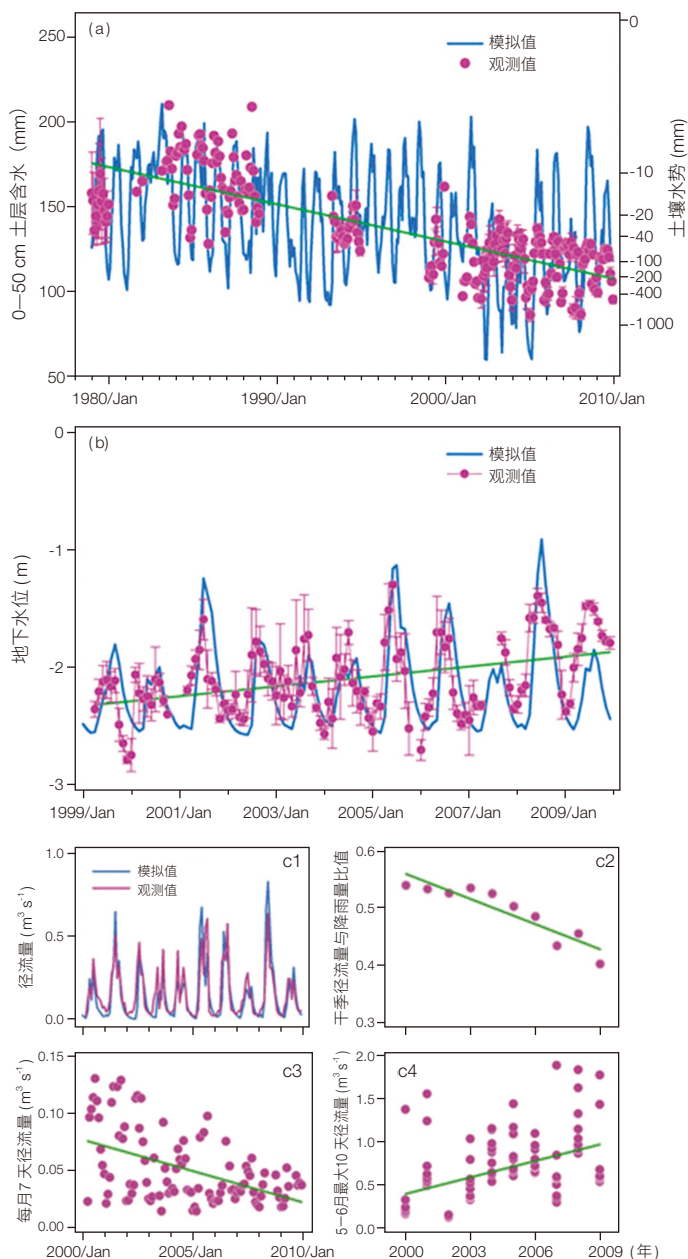 (a)
模拟值
观测值
0—50 cm 土层含水 (mm)
250
200
150
100
50
土壤水势 (mm)
0
-10
-20
-40
-100
-200
-400
-1 000
1980/Jan 1990/Jan 2000/Jan 2010/Jan
(b)
模拟值
观测值
地下水位 (m)
0
-1
-2
-3
1999/Jan 2001/Jan 2003/Jan 2005/Jan 2007/Jan 2009/Jan
c1
模拟值
观测值
径流量 (m³ s⁻¹)
1.0
0.5
0.0
c2
干季径流量与降雨量比值
0.6
0.5
0.4
0.3
c3
每月7 天径流量 (m³ s⁻¹)
0.15
0.10
0.05
0.00
2000/Jan 2005/Jan 2010/Jan
c4
5—6月最大10 天径流量 (m³ s⁻¹)
2.0
1.5
1.0
0.5
0.0
2000 2003 2006 2009 (年)